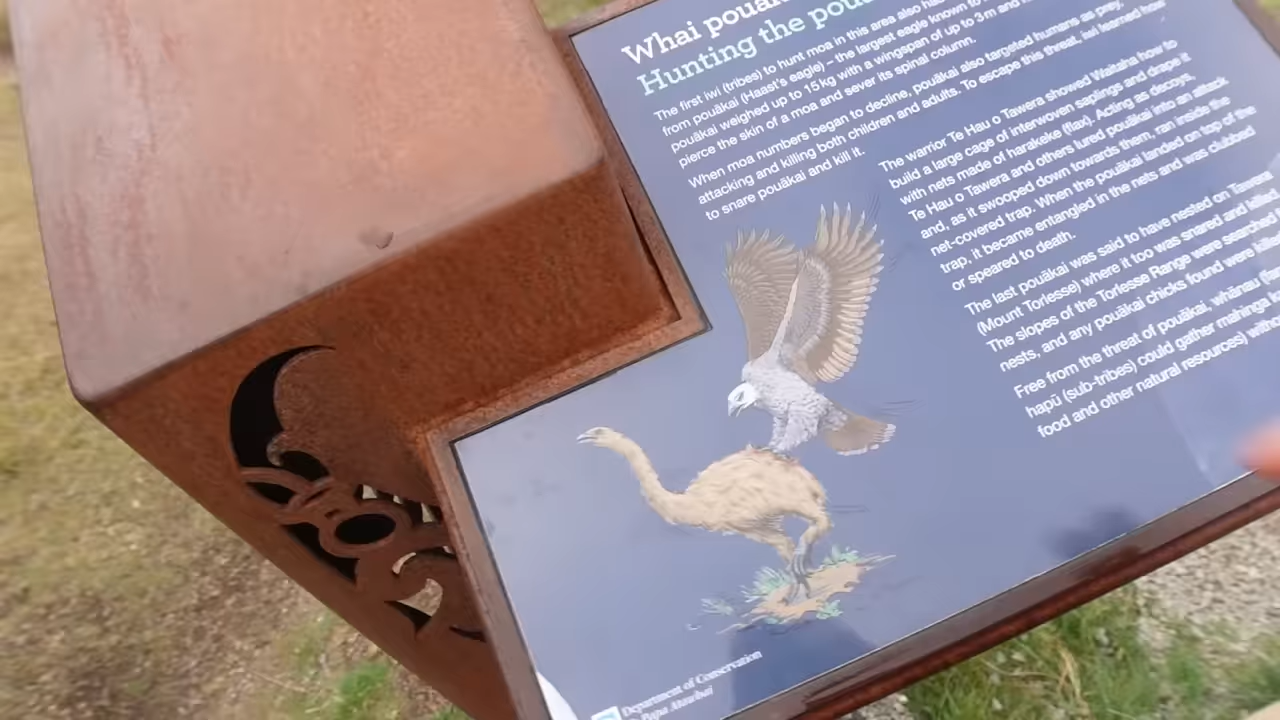 Whai
Hunting the
The first iwi (tribes) to hunt moa in this area also
from pouākai (Haast's eagle) – the largest eagle known to
pouākai weighed up to 15 kg with a wingspan of up to 3 m and
pierce the skin of a moa and sever its spinal column.
When moa numbers began to decline, pouākai also targeted humans as prey,
attacking and killing both children and adults. To escape this threat, iwi learned how
to snare pouākai and kill it.
The warrior Te Hau o Tawera showed Waitaha how to
build a large cage of interwoven saplings and drape it
with nets made of harakeke (flax). Acting as decoys,
Te Hau o Tawera and others lured pouākai into an attack
and, as it swooped down towards them, ran inside the
net-covered trap. When the pouākai landed on top of the
trap, it became entangled in the nets and was clubbed
or speared to death.
The last pouākai was said to have nested on Tawera
(Mount Torlesse) where it too was snared and killed
The slopes of the Torlesse Range were searched
nests, and any pouākai chicks found were killed
Free from the threat of pouākai, whānau
hapū (sub-tribes) could gather mahinga
food and other natural resources)
Department of Conservation
Te Papa Atawhai